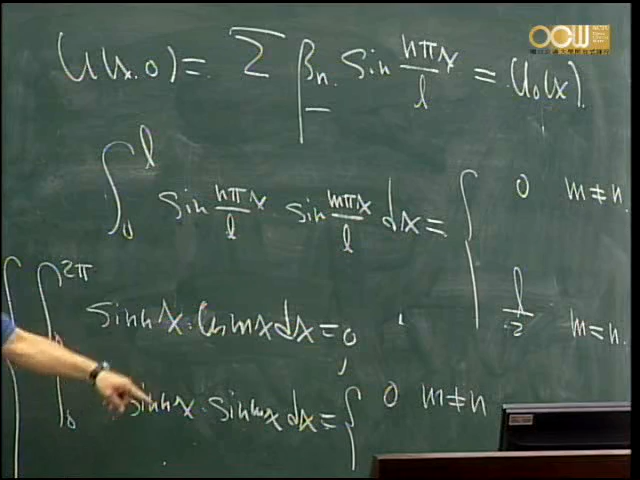 OCW
u(x,0) = Σ βn sin nπx/l = u0(x).
∫0^l sin nπx/l · sin mπx/l dx = { 0 m≠n.
l/2 m=n.
∫0^2π sin nx · cos mx dx = 0,
sin nx · sin mx dx = { 0 m≠n